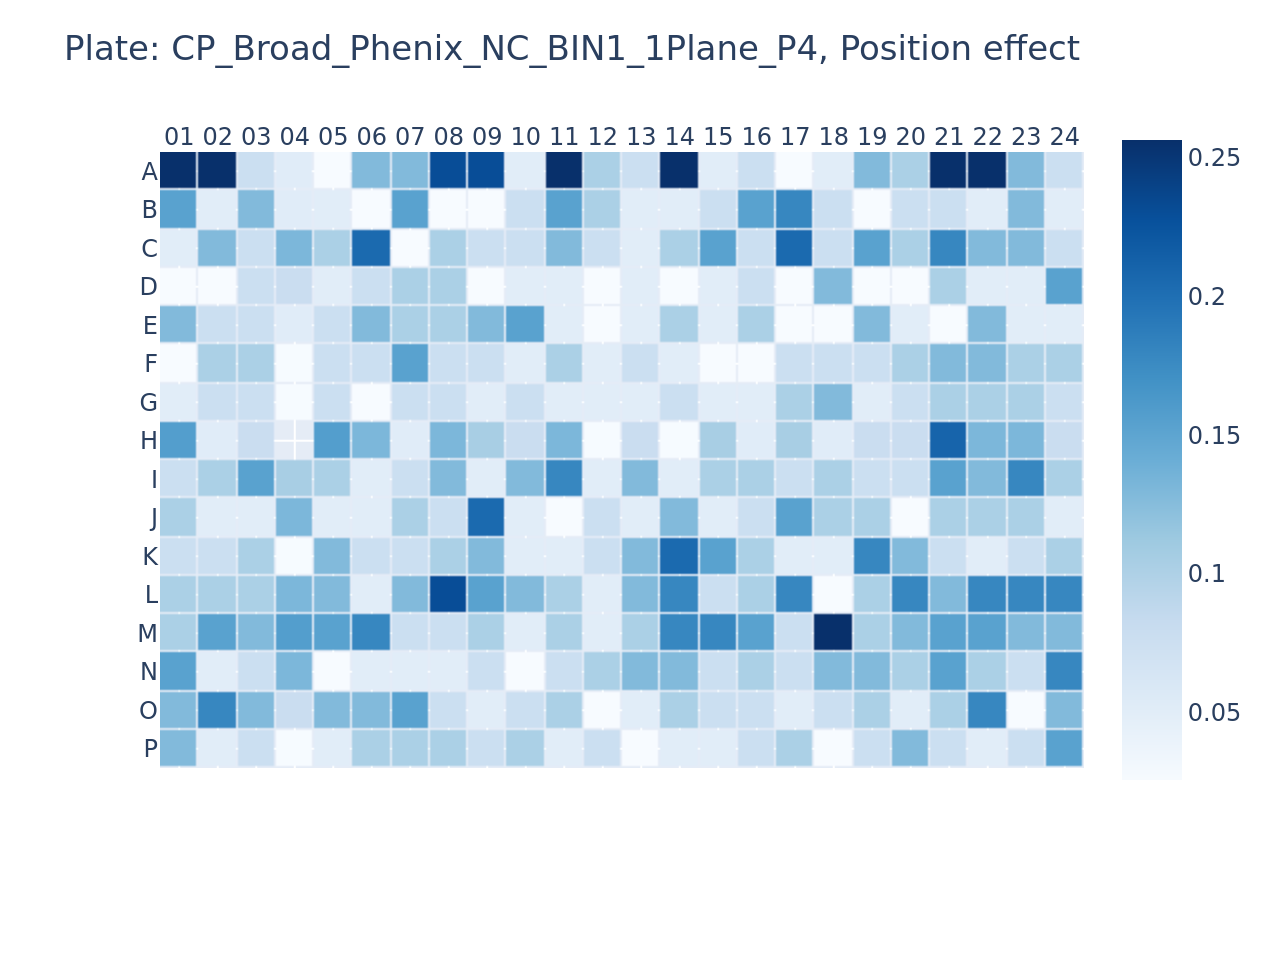 Plate: CP_Broad_Phenix_NC_BIN1_1Plane_P4, Position effect
01 02 03 04 05 06 07 08 09 10 11 12 13 14 15 16 17 18 19 20 21 22 23 24
A
B
C
D
E
F
G
H
I
J
K
L
M
N
O
P
0.25
0.2
0.15
0.1
0.05